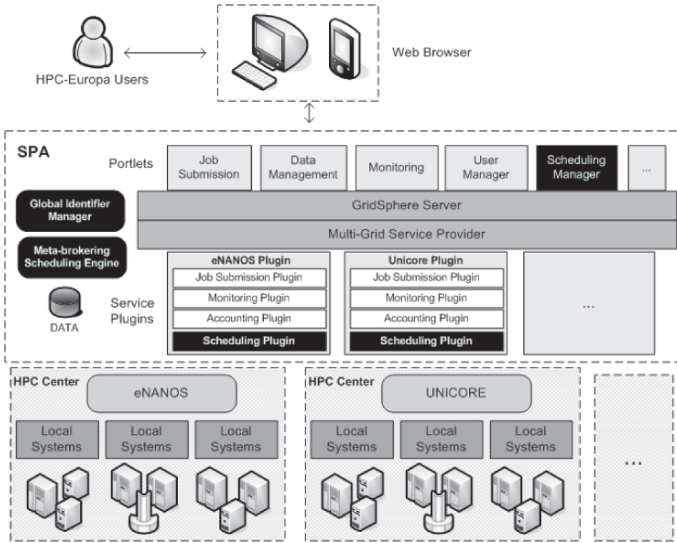 HPC-Europa Users
Web Browser
SPA
Portlets
Job
Submission
Data
Management
Monitoring
User
Manager
Scheduling
Manager
...
Global Identifier
Manager
GridSphere Server
Multi-Grid Service Provider
Meta-brokering
Scheduling Engine
DATA
Service
Plugins
eNANOS Plugin
Job Submission Plugin
Monitoring Plugin
Accounting Plugin
Scheduling Plugin
Unicore Plugin
Job Submission Plugin
Monitoring Plugin
Accounting Plugin
Scheduling Plugin
...
HPC Center
eNANOS
Local
Systems
Local
Systems
Local
Systems
HPC Center
UNICORE
Local
Systems
Local
Systems
Local
Systems
...